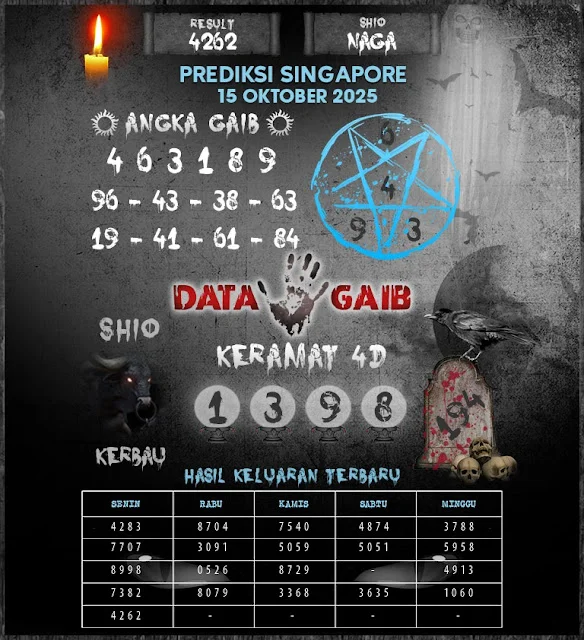 RESULT
4262
SHIO
NAGA
PREDIKSI SINGAPORE
15 OKTOBER 2025
ANGKA GAIB
4 6 3 1 8 9
96 - 43 - 38 - 63
19 - 41 - 61 - 84
6
4
9 3
DATA GAIB
SHIO
KERBAU
KERAMAT 4D
1 3 9 8
194
HASIL KELUARAN TERBARU
SENIN RABU KAMIS SABTU MINGGU
4283 8704 7540 4874 3788
7707 3091 5059 5051 5958
8998 0526 8729 - 4913
7382 8079 3368 3635 1060
4262 - - - -